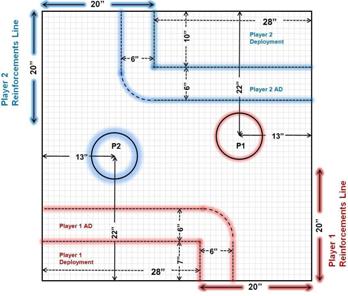 20"
28"
Player 2
Reinforcements Line
20"
10"
Player 2
Deployment
6"
6"
22"
Player 2 AD
P2
P1
13"
13"
Player 1 AD
6"
22"
6"
Player 1
Deployment
7"
28"
20"
Player 1
Reinforcements Line
20"